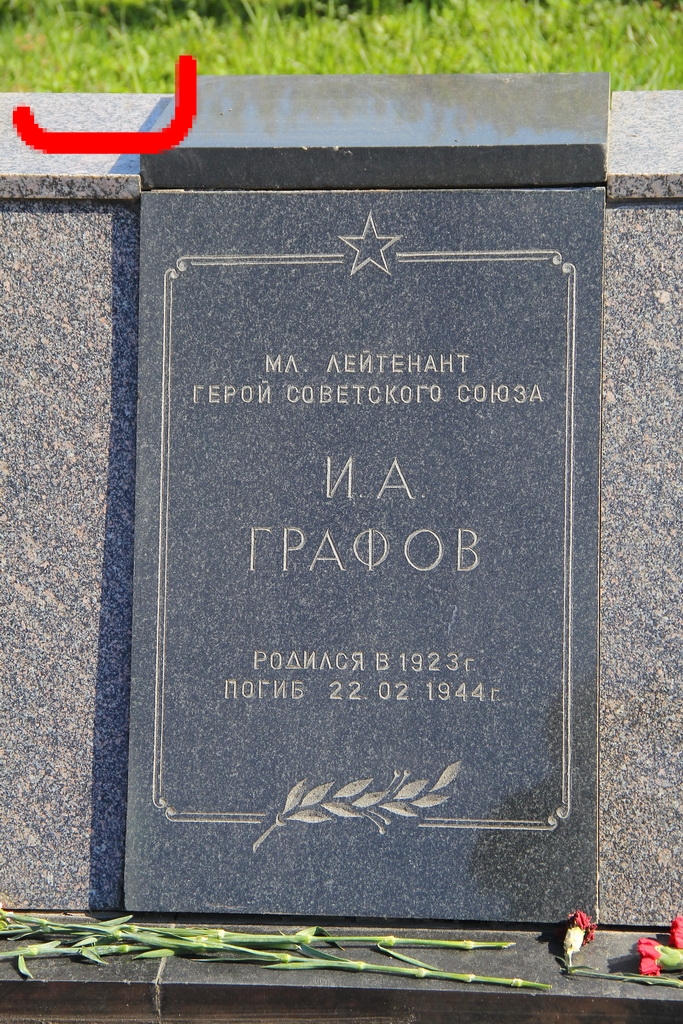 МЛ. ЛЕЙТЕНАНТ
ГЕРОЙ СОВЕТСКОГО СОЮЗА
И. А.
ГРАФОВ
РОДИЛСЯ В 1923 г.
ПОГИБ 22. 02. 1944 г.